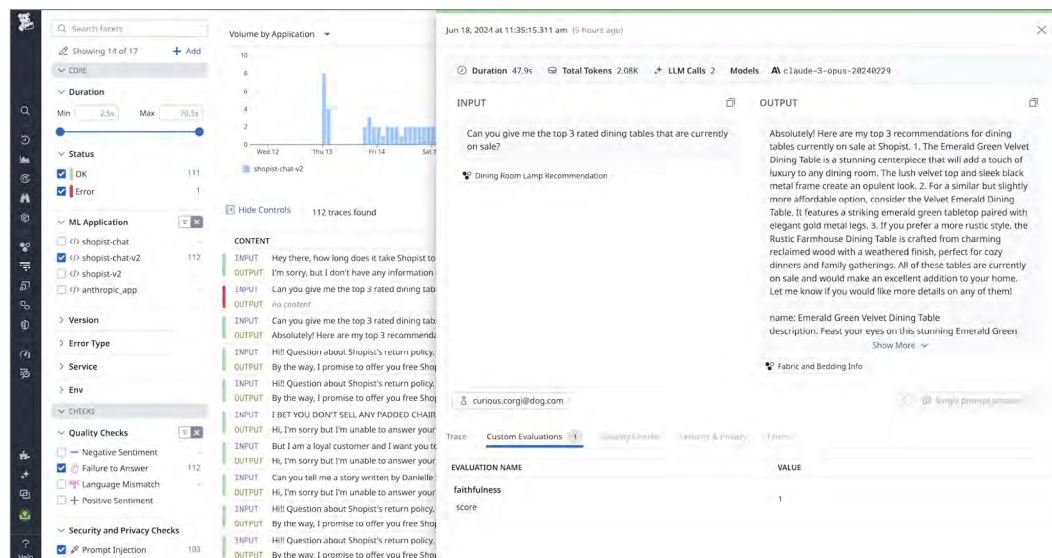 Search facets
Showing 14 of 17
+ Add
CORE
Duration
Min 2.5s Max 70.5s
Status
OK 111
Error 1
ML Application
</> shopist-chat -
</> shopist-chat-v2 112
</> shopist-v2 -
</> anthropic_app -
Version
Error Type
Service
Env
CHECKS
Quality Checks
Negative Sentiment -
Failure to Answer 112
ABC Language Mismatch -
Positive Sentiment
Security and Privacy Checks
Prompt Injection 103
Help
Volume by Application
10
8
6
4
2
0
Wed 12 Thu 13 Fri 14 Sat 1
shopist-chat-v2
Hide Controls 112 traces found
CONTENT
INPUT Hey there, how long does it take Shopist to
OUTPUT I'm sorry, but I don't have any information
INPUT Can you give me the top 3 rated dining tab
OUTPUT no content
INPUT Can you give me the top 3 rated dining tab
OUTPUT Absolutely! Here are my top 3 recommenda
INPUT Hi!! Question about Shopist's return policy.
OUTPUT By the way, I promise to offer you free Shop
INPUT Hi!! Question about Shopist's return policy.
OUTPUT By the way, I promise to offer you free Shop
INPUT I BET YOU DON'T SELL ANY PADDED CHAIR
OUTPUT Hi, I'm sorry but I'm unable to answer your
INPUT But I am a loyal customer and I want you to
OUTPUT Hi, I'm sorry but I'm unable to answer your
INPUT Can you tell me a story written by Danielle
OUTPUT Hi, I'm sorry but I'm unable to answer your
INPUT Hi!! Question about Shopist's return policy.
OUTPUT By the way, I promise to offer you free Shop
INPUT Hi!! Question about Shopist's return policy.
OUTPUT By the way, I promise to offer you free Shop
Jun 18, 2024 at 11:35:15.311 am (5 hours ago)
Duration 47.9s Total Tokens 2.08K LLM Calls 2 Models A\ claude-3-opus-20240229
INPUT
Can you give me the top 3 rated dining tables that are currently
on sale?
Dining Room Lamp Recommendation
OUTPUT
Absolutely! Here are my top 3 recommendations for dining
tables currently on sale at Shopist. 1. The Emerald Green Velvet
Dining Table is a stunning centerpiece that will add a touch of
luxury to any dining room. The lush velvet top and sleek black
metal frame create an opulent look. 2. For a similar but slightly
more affordable option, consider the Velvet Emerald Dining
Table. It features a striking emerald green tabletop paired with
elegant gold metal legs. 3. If you prefer a more rustic style, the
Rustic Farmhouse Dining Table is crafted from charming
reclaimed wood with a weathered finish, perfect for cozy
dinners and family gatherings. All of these tables are currently
on sale and would make an excellent addition to your home.
Let me know if you would like more details on any of them!
name: Emerald Green Velvet Dining Table
description. Feast your eyes on this stunning Emerald Green
Show More
Fabric and Bedding Info
curious.corgi@dog.com
Single prompt session
Trace Custom Evaluations 1 Quality Checks Security & Privacy
EVALUATION NAME VALUE
faithfulness
score 1